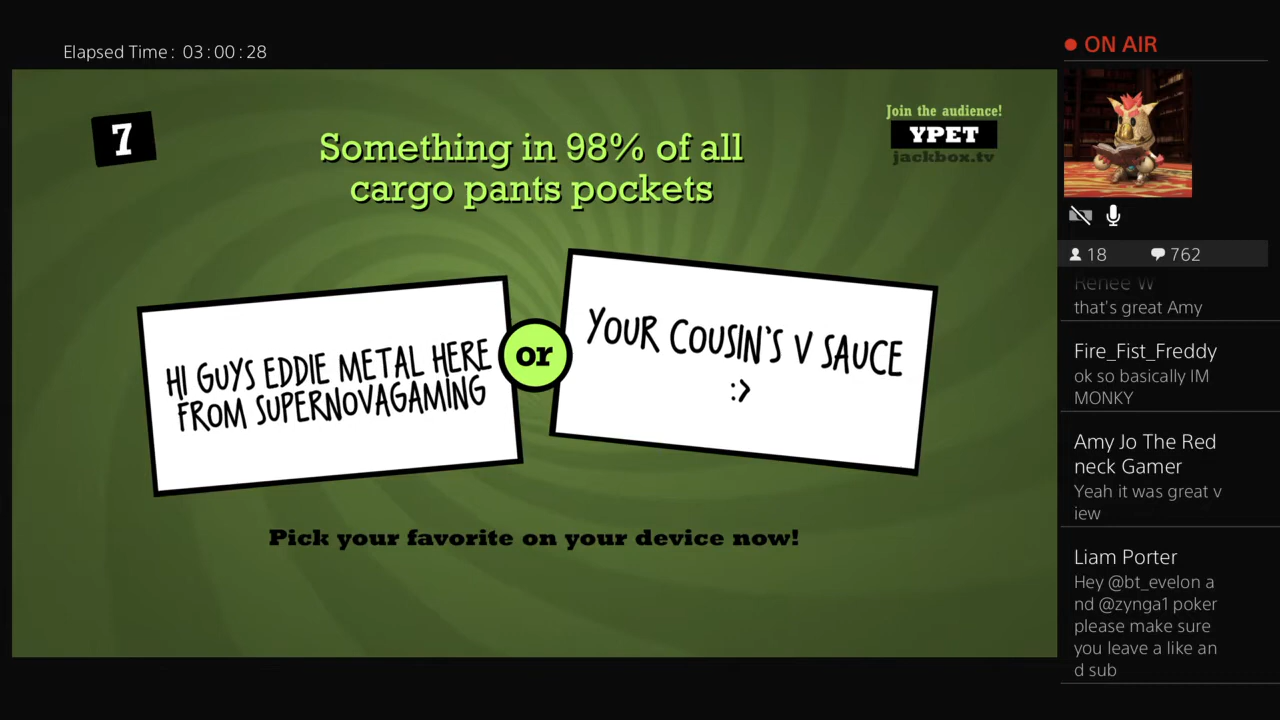 Elapsed Time: 03:00:28
ON AIR
7
Something in 98% of all
cargo pants pockets
Join the audience!
YPET
jackbox.tv
HI GUYS EDDIE METAL HERE
FROM SUPERNOVAGAMING
or
YOUR COUSIN'S V SAUCE
:>
Pick your favorite on your device now!
18
762
Renee W
that's great Amy
Fire_Fist_Freddy
ok so basically IM
MONKY
Amy Jo The Red
neck Gamer
Yeah it was great v
iew
Liam Porter
Hey @bt_evelon a
nd @zynga1 poker
please make sure
you leave a like an
d sub